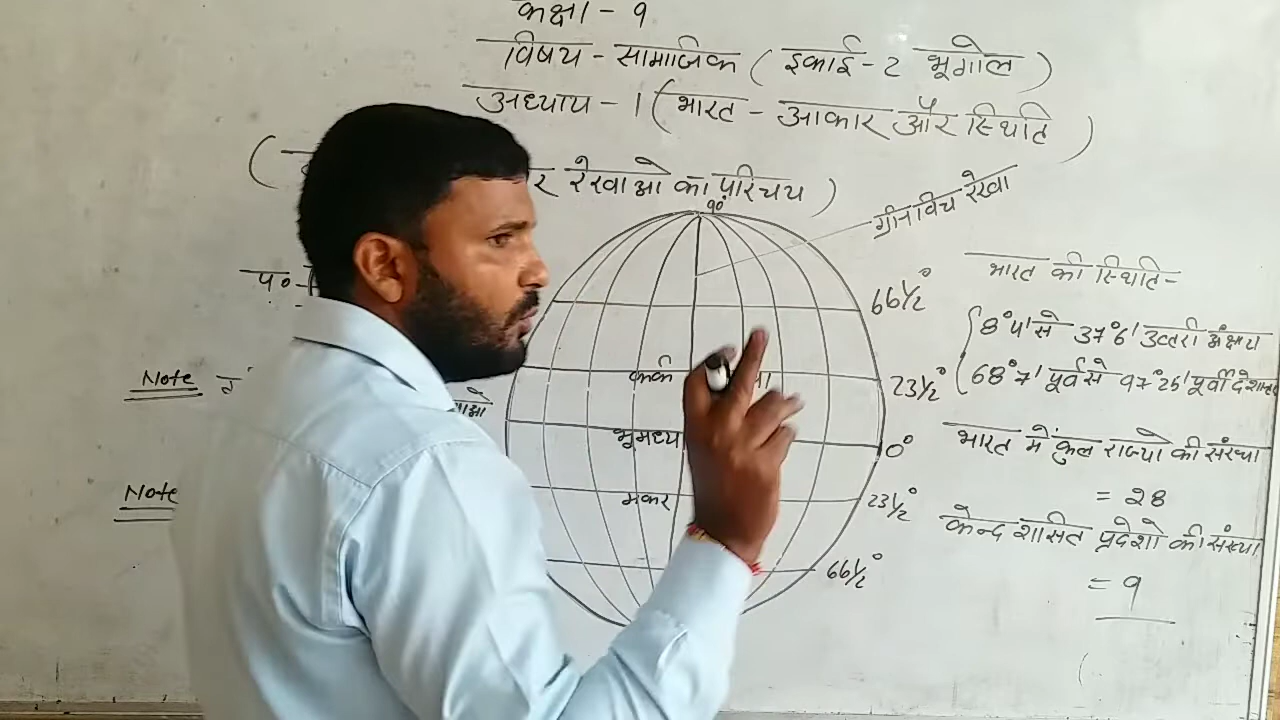 कक्षा - ९
विषय - सामाजिक ( इकाई - 2 भूगोल )
अध्याय - 1 ( भारत - आकार और स्थिति )
( र रेखाओ का परिचय )
90°
ग्रीनविच रेखा
प०-
भारत की स्थिति -
66½°
8°4' से 37°6' उत्तरी अंक्षाश
Note
कर्क
23½°
68°7' पूर्व से 97°25' पूर्वी देशान्तर
भूमध्य
0°
भारत में कुल राज्यो की संख्या
= 28
Note
मकर
23½°
केन्द शासित प्रदेशो की संख्या
66½°
= 9